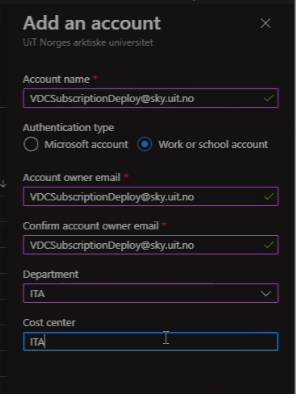 Add an account
UiT Norges arktiske universitet
Account name *
VDCSubscriptionDeploy@sky.uit.no
Authentication type
Microsoft account Work or school account
Account owner email *
VDCSubscriptionDeploy@sky.uit.no
Confirm account owner email *
VDCSubscriptionDeploy@sky.uit.no
Department
ITA
Cost center
ITA